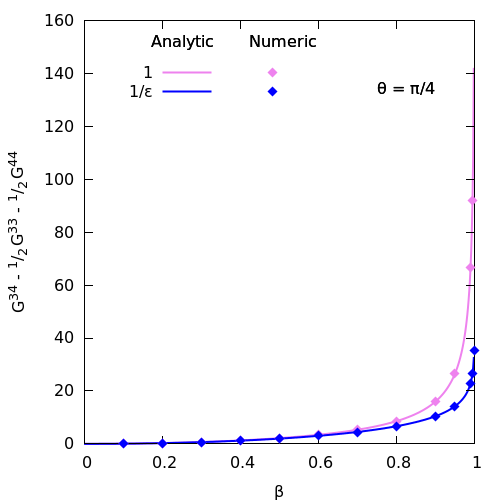 160
140
120
100
80
60
40
20
0
Analytic Numeric
1
1/ε
θ = π/4
G³⁴ - ¹/₂G³³ - ¹/₂G⁴⁴
0 0.2 0.4 0.6 0.8 1
β